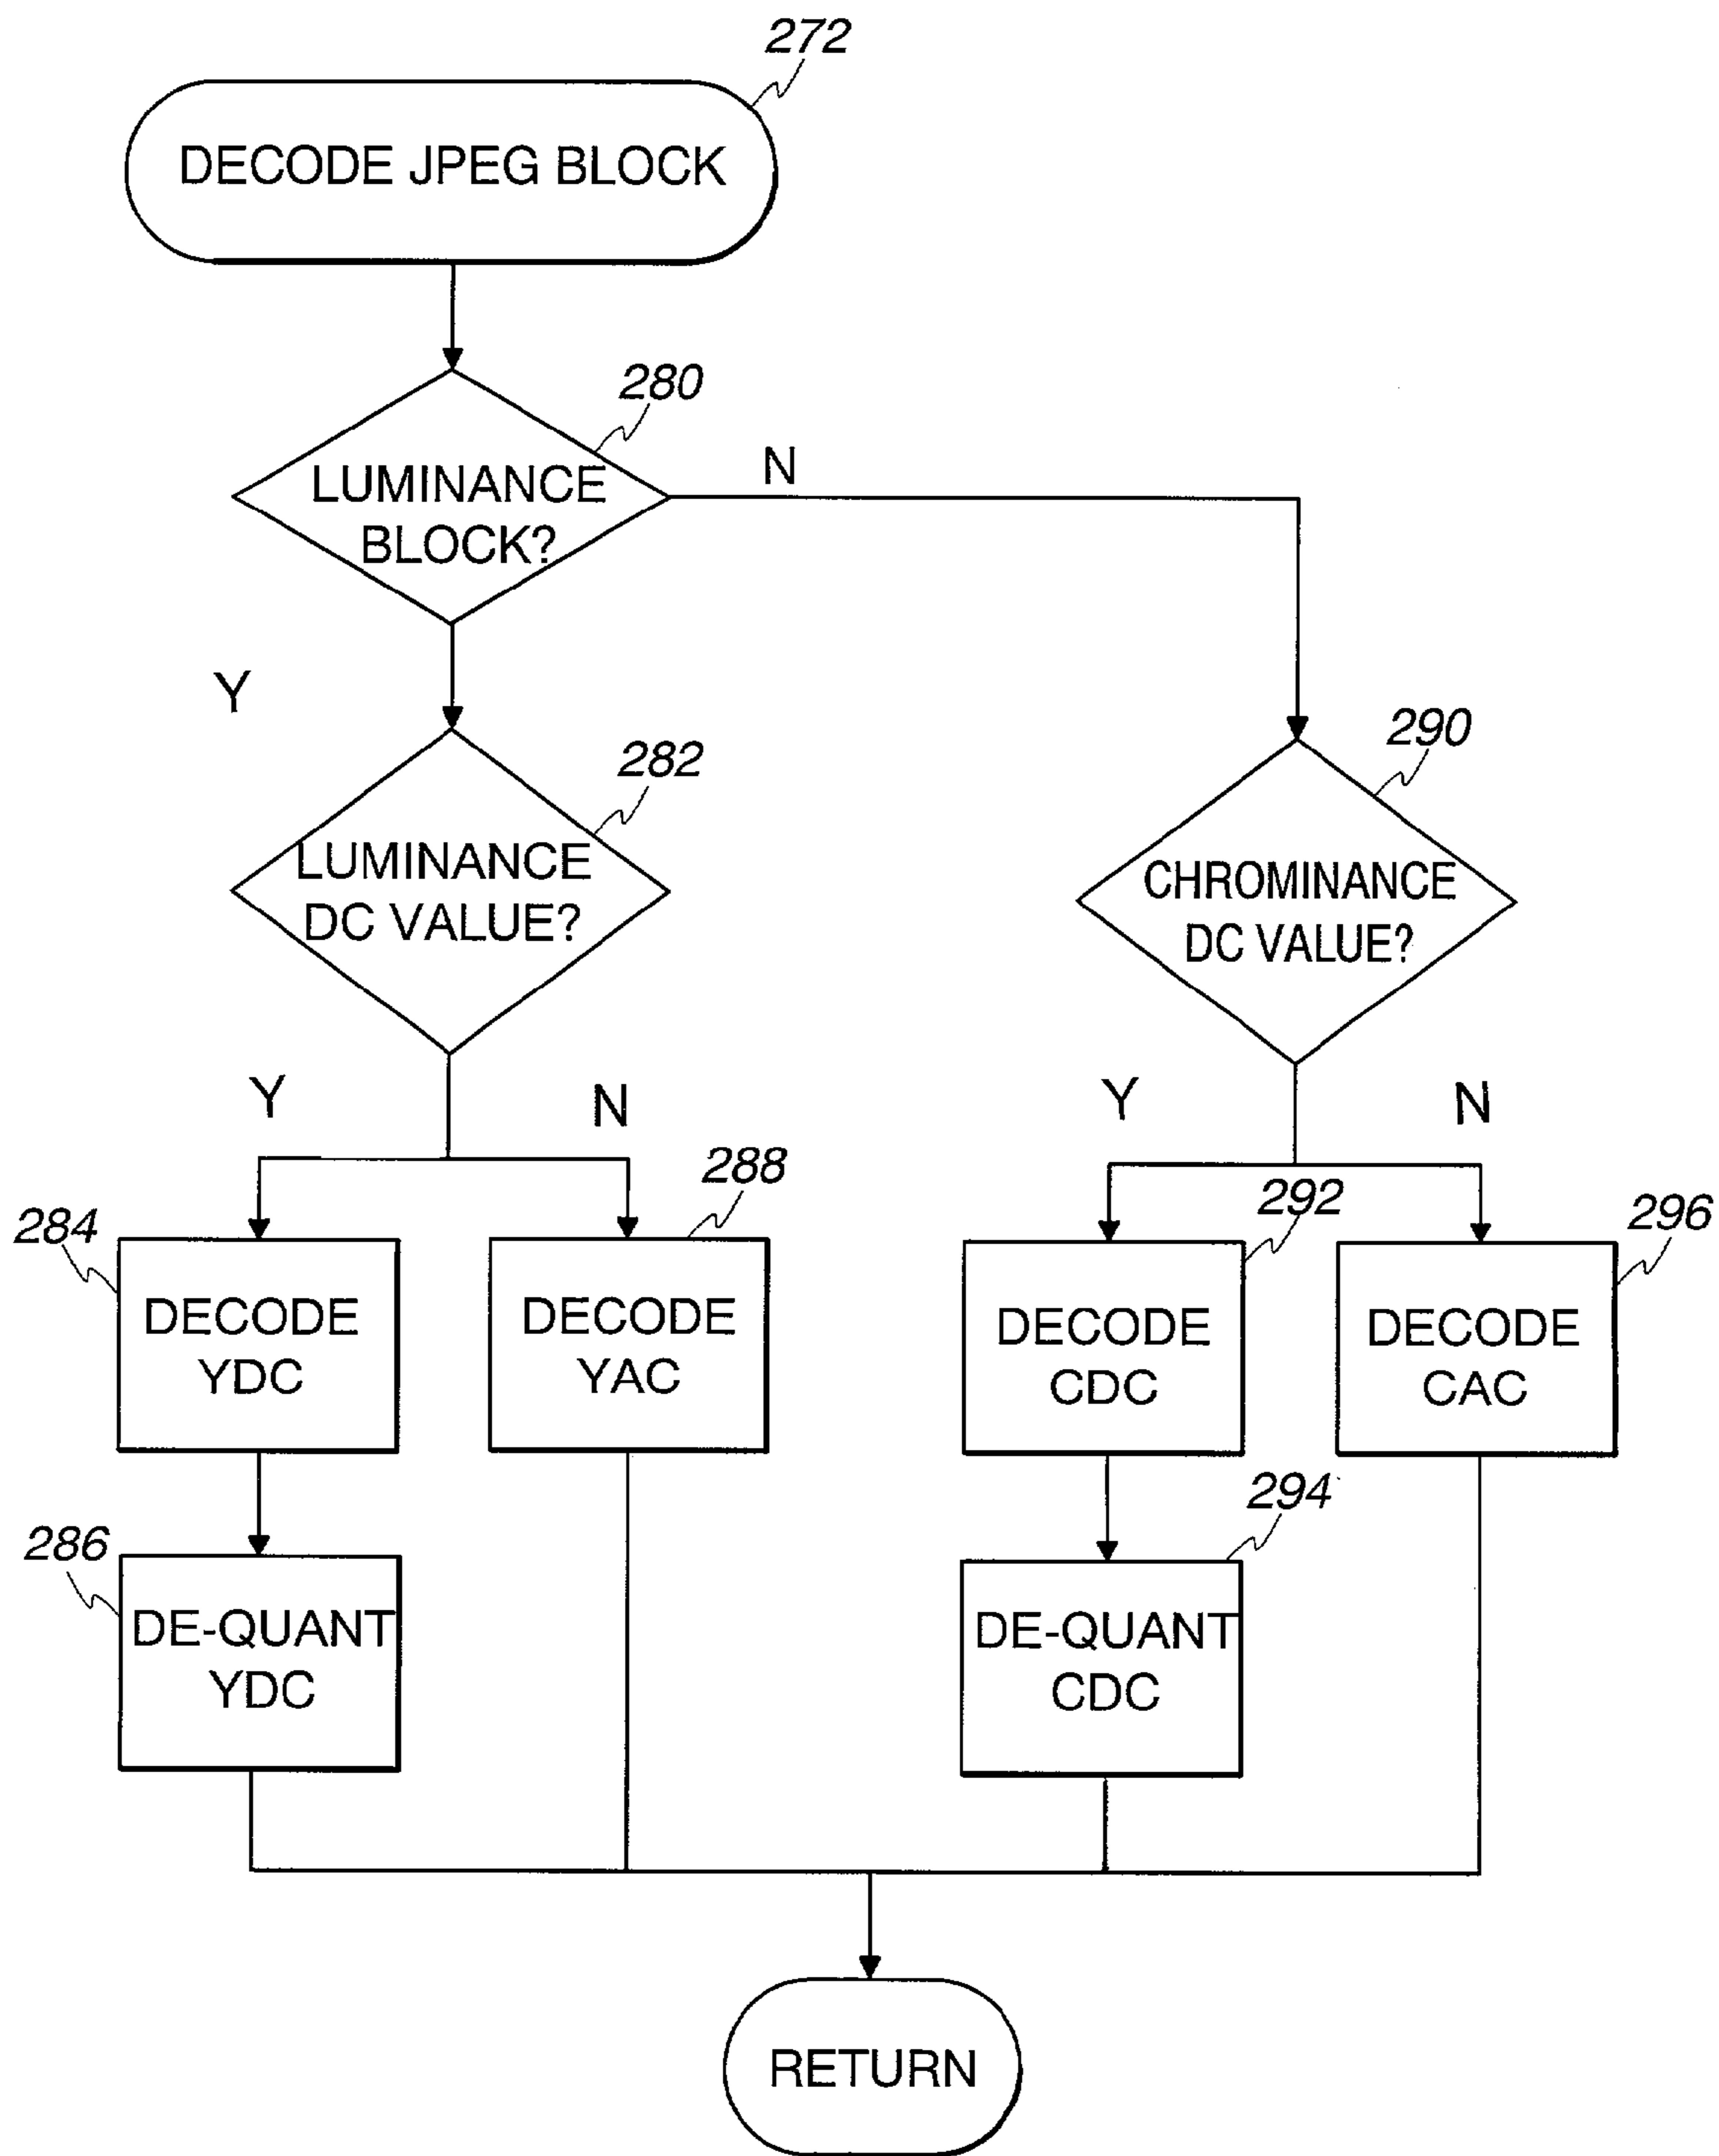 272
DECODE JPEG BLOCK
280
LUMINANCE
BLOCK?
N
Y
282
LUMINANCE
DC VALUE?
290
CHROMINANCE
DC VALUE?
Y
N
Y
N
284
288
292
296
DECODE
YDC
DECODE
YAC
DECODE
CDC
DECODE
CAC
286
294
DE-QUANT
YDC
DE-QUANT
CDC
RETURN